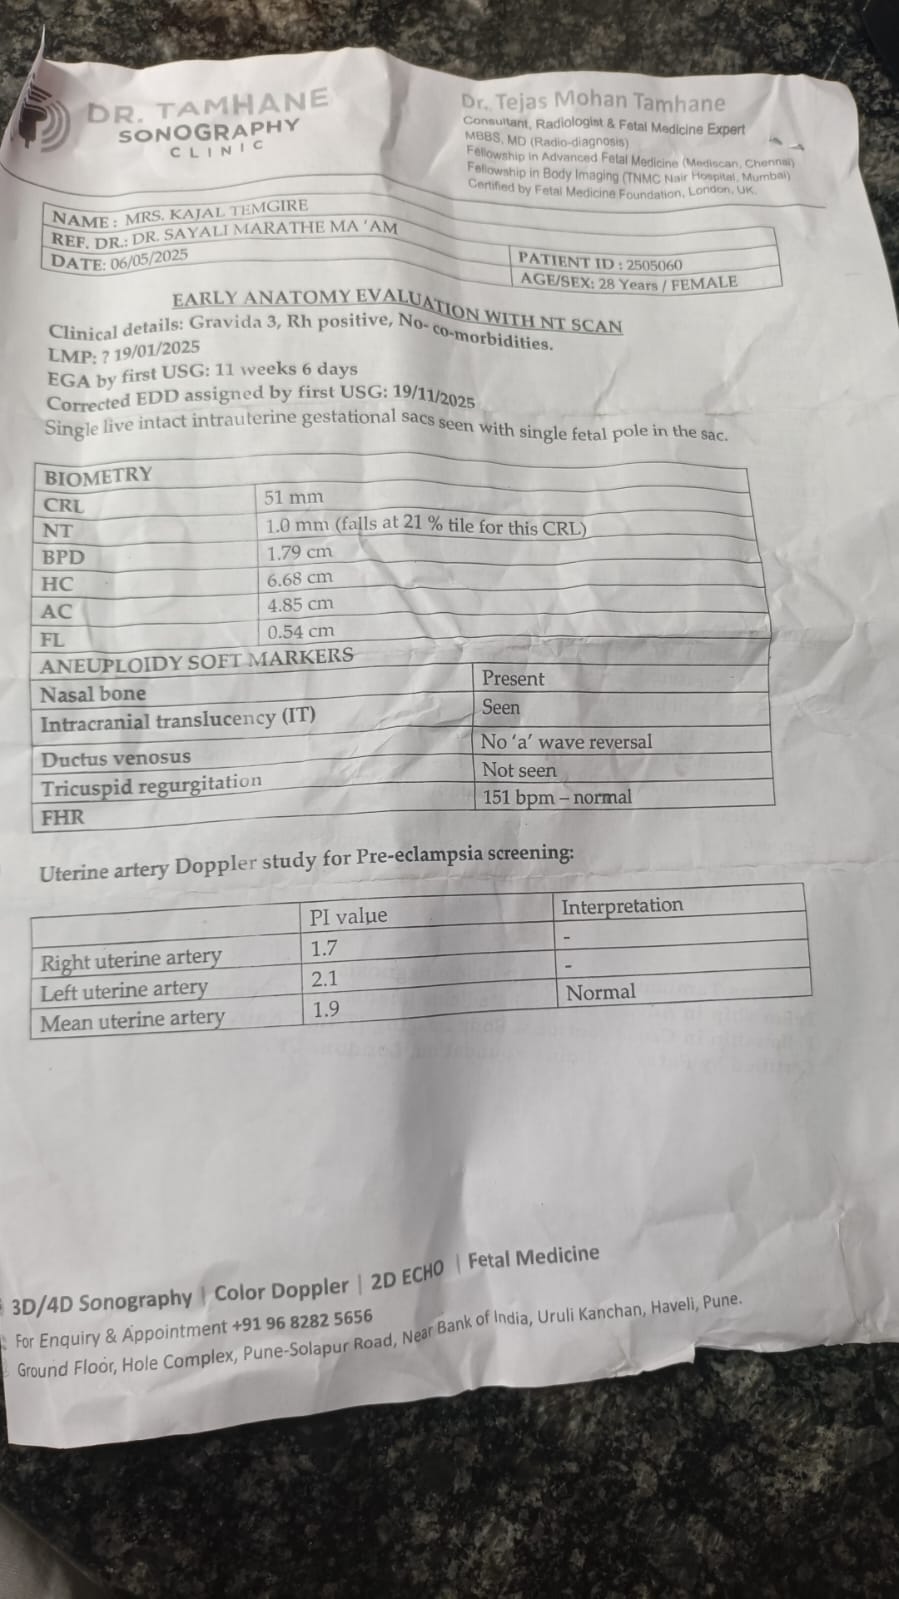 DR. TAMHANE
SONOGRAPHY
CLINIC
Dr. Tejas Mohan Tamhane
Consultant, Radiologist & Fetal Medicine Expert
MBBS, MD (Radio-diagnosis)
Fellowship in Advanced Fetal Medicine (Mediscan, Chennai)
Fellowship in Body Imaging (TNMC Nair Hospital, Mumbai)
Certified by Fetal Medicine Foundation, London, UK.
NAME : MRS. KAJAL TEMGIRE
REF. DR.: DR. SAYALI MARATHE MA 'AM
DATE: 06/05/2025
PATIENT ID : 2505060
AGE/SEX: 28 Years / FEMALE
EARLY ANATOMY EVALUATION WITH NT SCAN
Clinical details: Gravida 3, Rh positive, No- co-morbidities.
LMP: ? 19/01/2025
EGA by first USG: 11 weeks 6 days
Corrected EDD assigned by first USG: 19/11/2025
Single live intact intrauterine gestational sacs seen with single fetal pole in the sac.
BIOMETRY
CRL 51 mm
NT 1.0 mm (falls at 21 % tile for this CRL)
BPD 1.79 cm
HC 6.68 cm
AC 4.85 cm
FL 0.54 cm
ANEUPLOIDY SOFT MARKERS
Nasal bone Present
Intracranial translucency (IT) Seen
Ductus venosus No 'a' wave reversal
Tricuspid regurgitation Not seen
FHR 151 bpm – normal
Uterine artery Doppler study for Pre-eclampsia screening:
PI value Interpretation
Right uterine artery 1.7 -
Left uterine artery 2.1 -
Mean uterine artery 1.9 Normal
3D/4D Sonography | Color Doppler | 2D ECHO | Fetal Medicine
For Enquiry & Appointment +91 96 8282 5656
Ground Floor, Hole Complex, Pune-Solapur Road, Near Bank of India, Uruli Kanchan, Haveli, Pune.